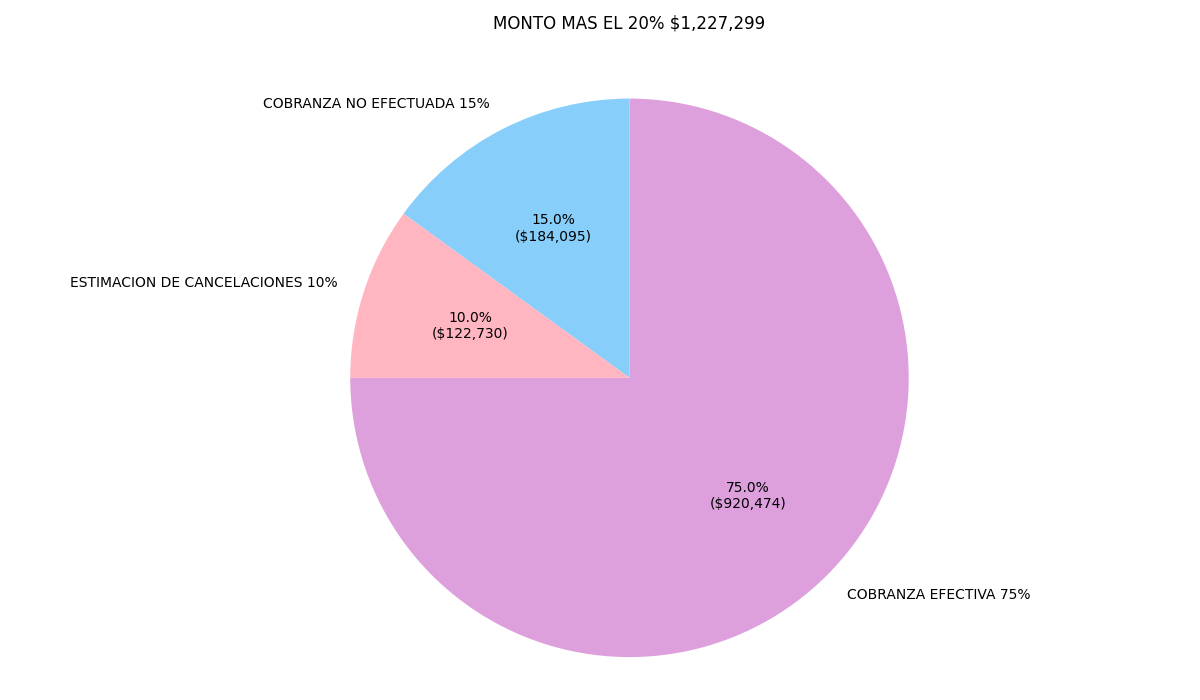 MONTO MAS EL 20% $1,227,299
COBRANZA NO EFECTUADA 15%
15.0%
($184,095)
ESTIMACION DE CANCELACIONES 10%
10.0%
($122,730)
75.0%
($920,474)
COBRANZA EFECTIVA 75%